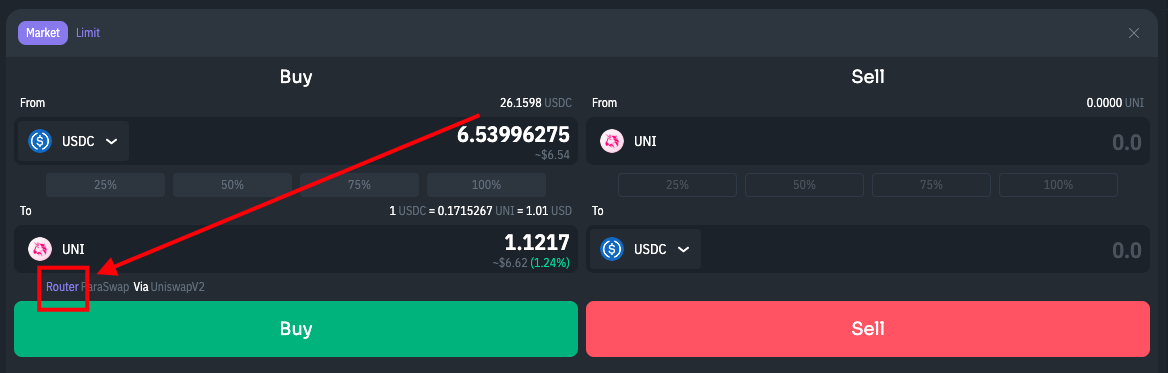 Market Limit
Buy
From 26.1598 USDC
USDC 6.53996275
~$6.54
25% 50% 75% 100%
To 1 USDC = 0.1715267 UNI = 1.01 USD
UNI 1.1217
~$6.62 (1.24%)
Router ParaSwap Via UniswapV2
Buy
Sell
From 0.0000 UNI
UNI 0.0
25% 50% 75% 100%
To
USDC 0.0
Sell